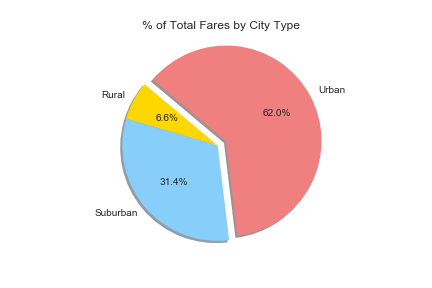 % of Total Fares by City Type
Rural
Urban
6.6%
62.0%
31.4%
Suburban